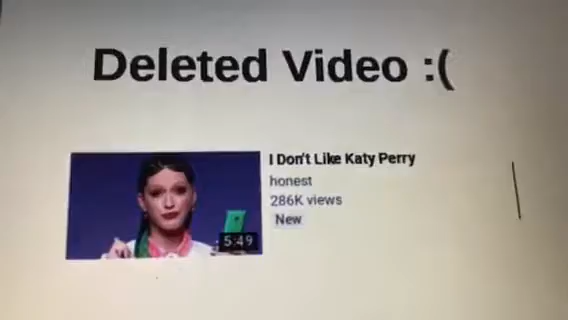 Deleted Video :(
I Don't Like Katy Perry
honest
286K views
New
5:49